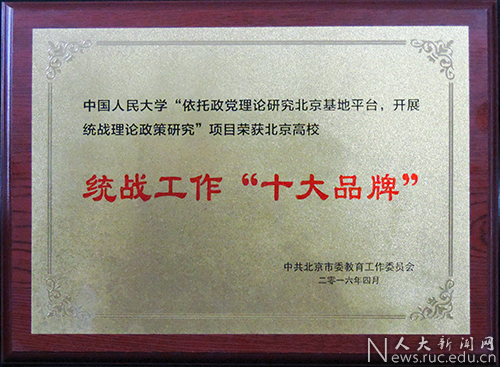 中国人民大学“依托政党理论研究北京基地平台，开展
统战理论政策研究”项目荣获北京高校
统战工作“十大品牌”
中共北京市委教育工作委员会
二零一六年四月
人大新闻网
News.ruc.edu.cn